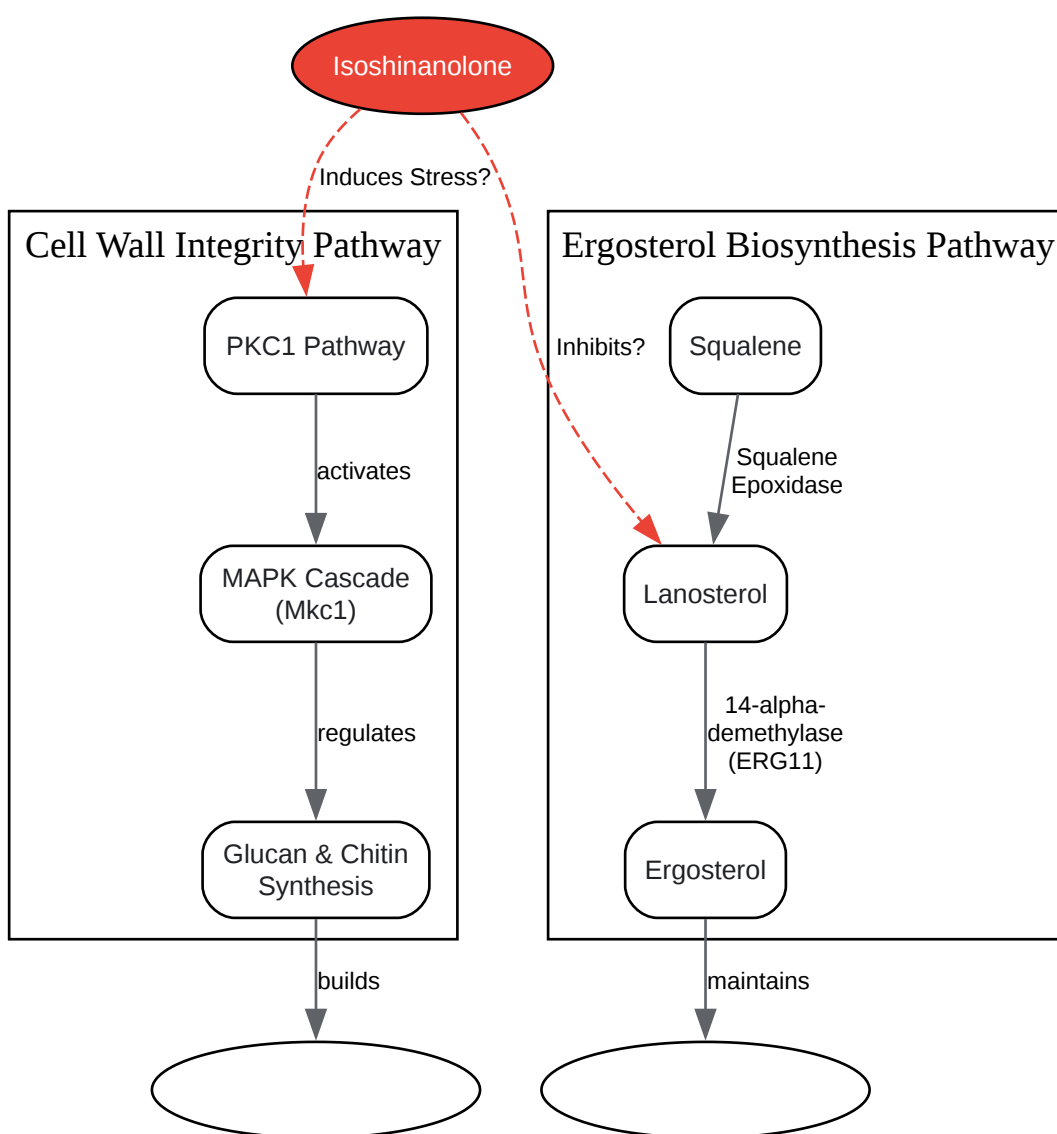 Isoshinanolone
Induces Stress?
Cell Wall Integrity Pathway
Ergosterol Biosynthesis Pathway
PKC1 Pathway
Inhibits?
Squalene
activates
Squalene
Epoxidase
MAPK Cascade
(Mkc1)
Lanosterol
regulates
14-alpha-
demethylase
(ERG11)
Glucan & Chitin
Synthesis
Ergosterol
builds
maintains